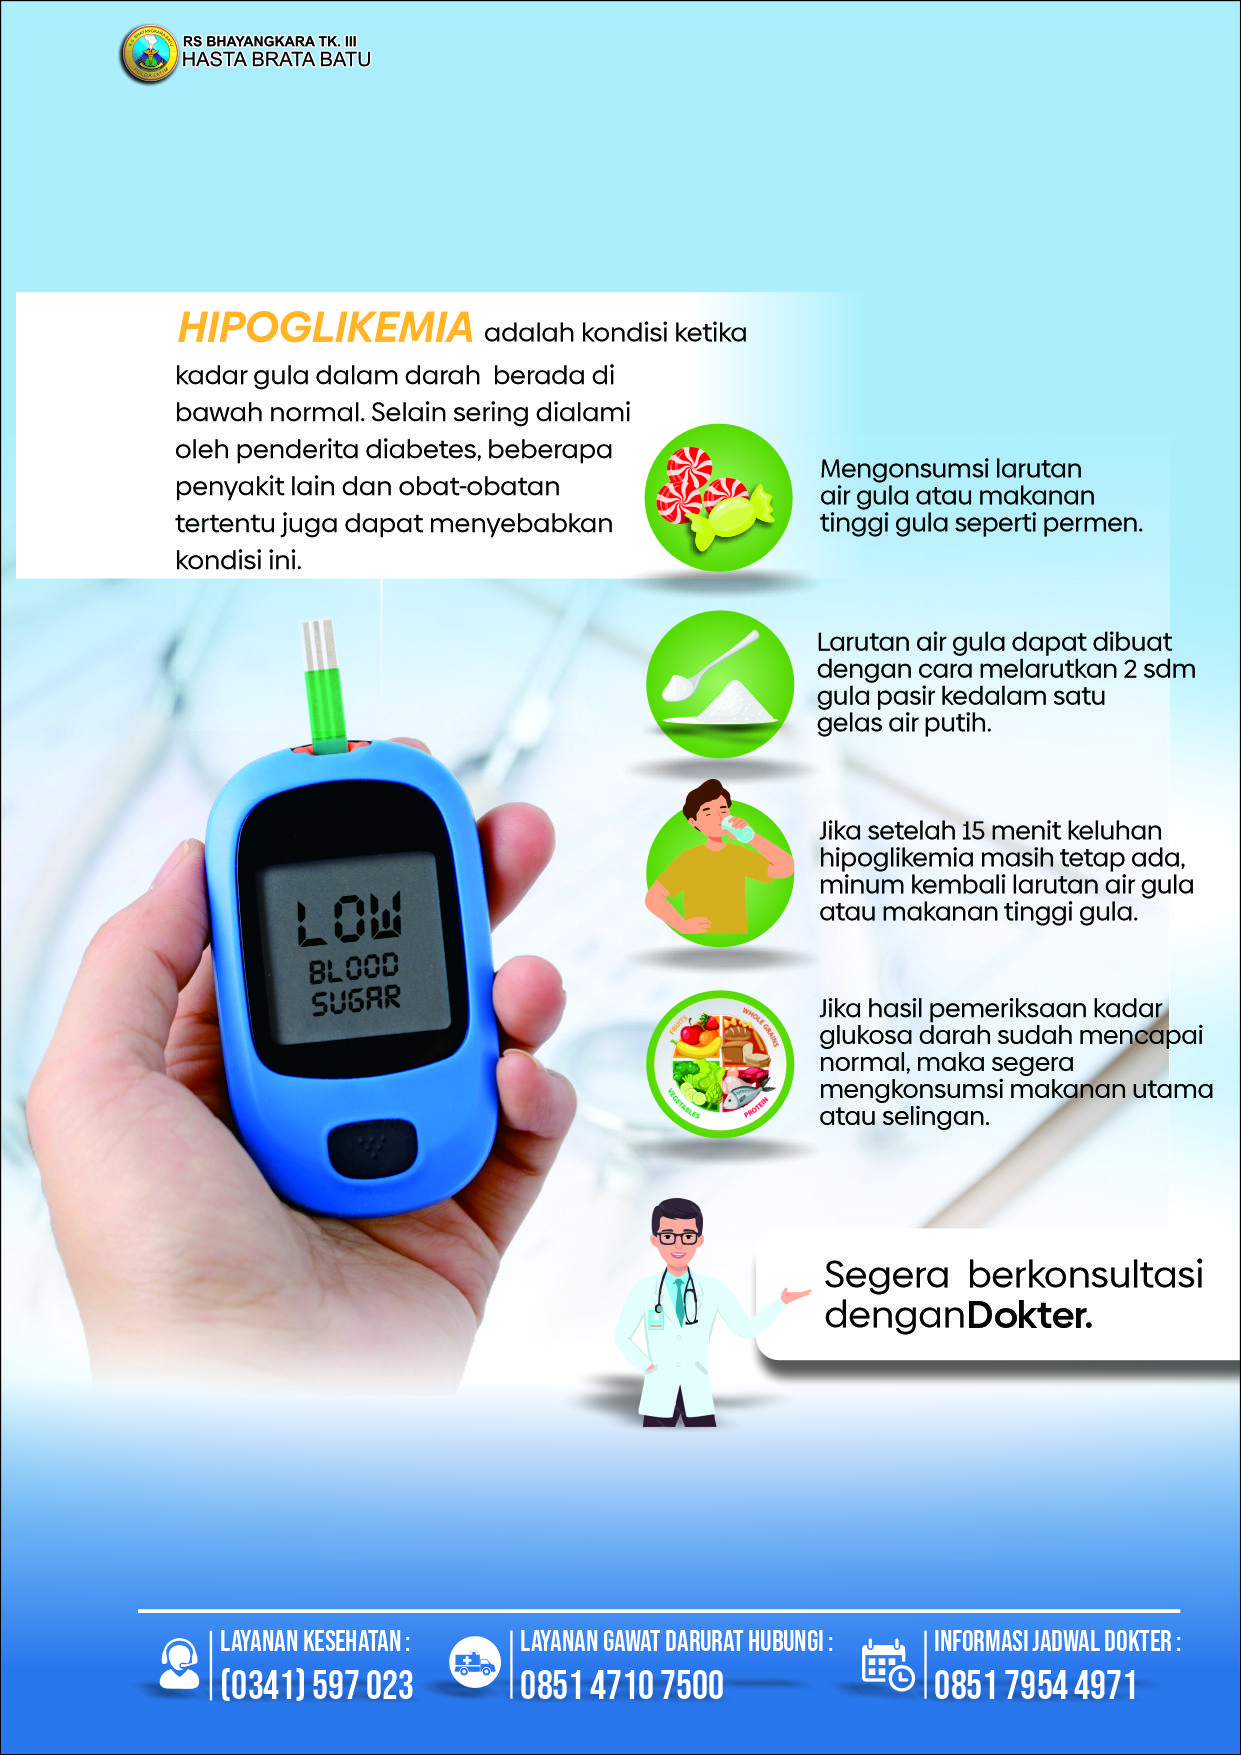 RS BHAYANGKARA TK. III
HASTA BRATA BATU
HIPOGLIKEMIA adalah kondisi ketika
kadar gula dalam darah berada di
bawah normal. Selain sering dialami
oleh penderita diabetes, beberapa
penyakit lain dan obat-obatan
tertentu juga dapat menyebabkan
kondisi ini.
Mengonsumsi larutan
air gula atau makanan
tinggi gula seperti permen.
Larutan air gula dapat dibuat
dengan cara melarutkan 2 sdm
gula pasir kedalam satu
gelas air putih.
Jika setelah 15 menit keluhan
hipoglikemia masih tetap ada,
minum kembali larutan air gula
atau makanan tinggi gula.
FRUITS
WHOLE GRAINS
VEGETABLES
PROTEIN
Jika hasil pemeriksaan kadar
glukosa darah sudah mencapai
normal, maka segera
mengkonsumsi makanan utama
atau selingan.
LOW
BLOOD
SUGAR
Segera berkonsultasi
denganDokter.
LAYANAN KESEHATAN :
(0341) 597 023
LAYANAN GAWAT DARURAT HUBUNGI :
0851 4710 7500
INFORMASI JADWAL DOKTER :
0851 7954 4971